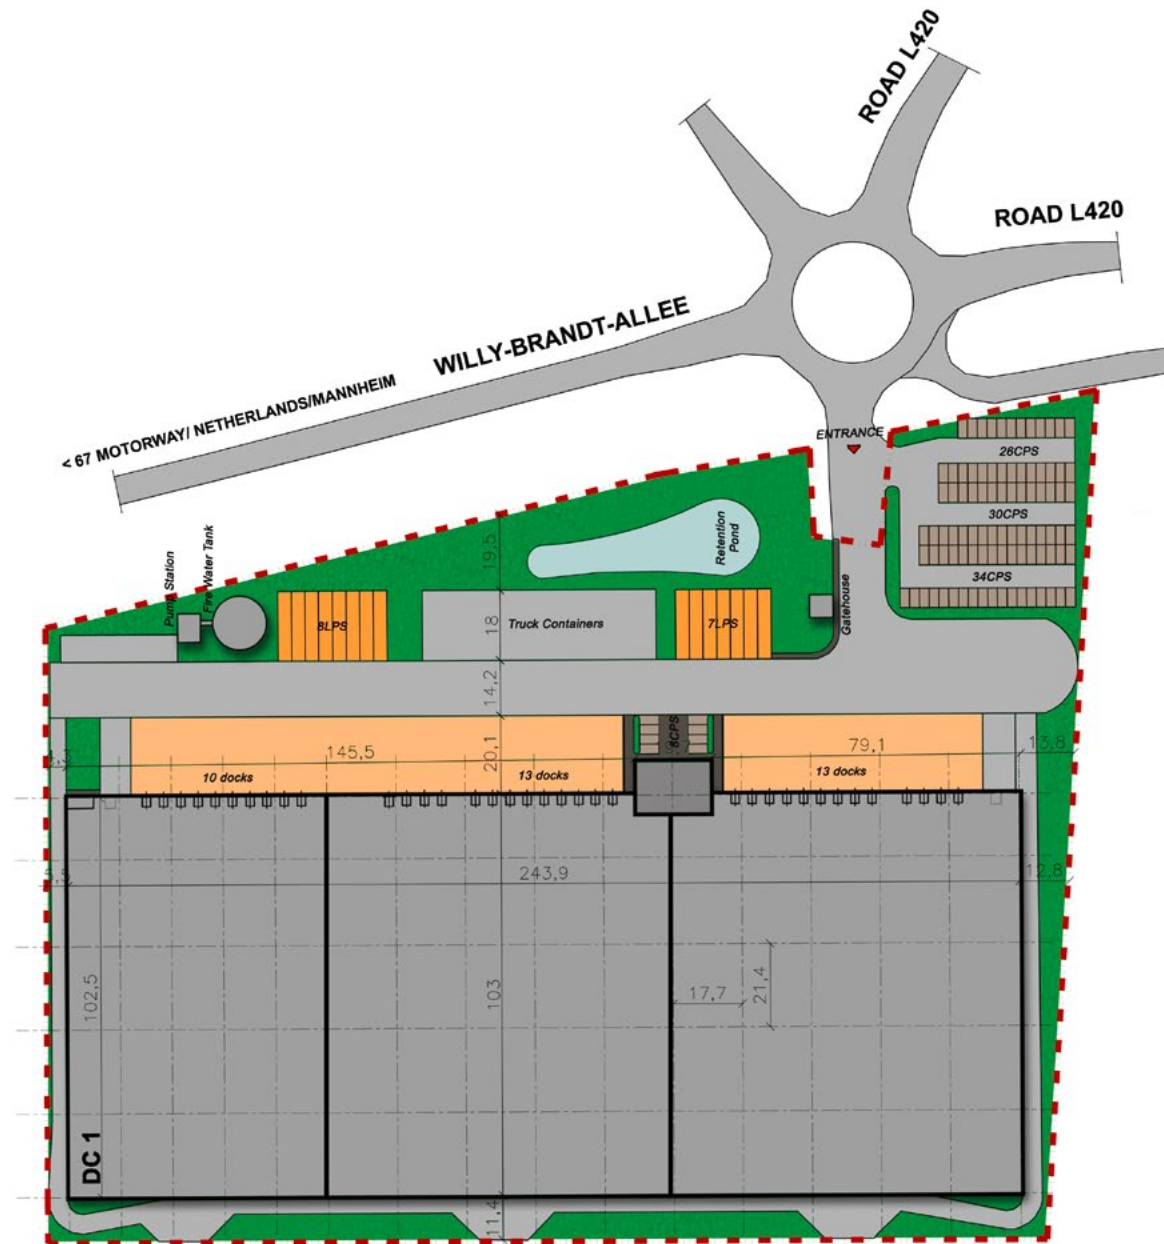 ROAD L420
ROAD L420
WILLY-BRANDT-ALLEE
< 67 MOTORWAY/ NETHERLANDS/MANNHEIM
ENTRANCE
26CPS
30CPS
34CPS
Retention
Pond
19,5
Pump Station
Fire Water Tank
8LPS
18
Truck Containers
7LPS
Gatehouse
14,2
8CPS
20,1
145,5
79,1
13,8
10 docks
13 docks
13 docks
243,9
12,8
102,5
103
17,7
21,4
DC 1
11,4